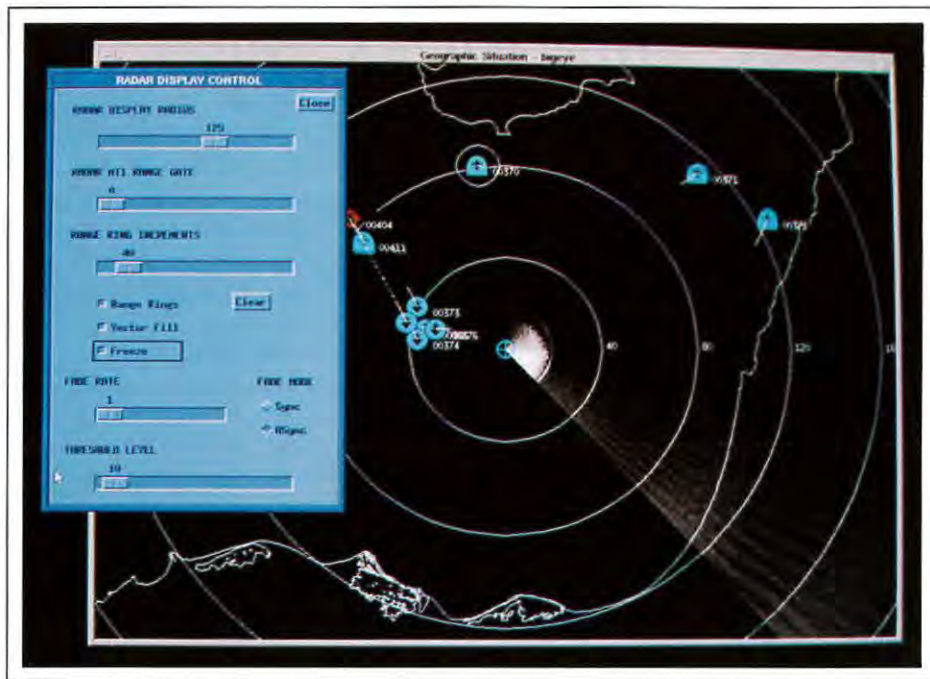 Geographic Situation - bigeye
RADAR DISPLAY CONTROL
Close
RADAR DISPLAY RADIUS
125
RADAR MTI RANGE GATE
0
RANGE RING INCREMENTS
40
Range Rings
Clear
Vector Fill
Freeze
FADE RATE
FADE MODE
1
Sync
ASync
THRESHOLD LEVEL
10
00370
00371
00404
00411
00373
00374
40
80
120